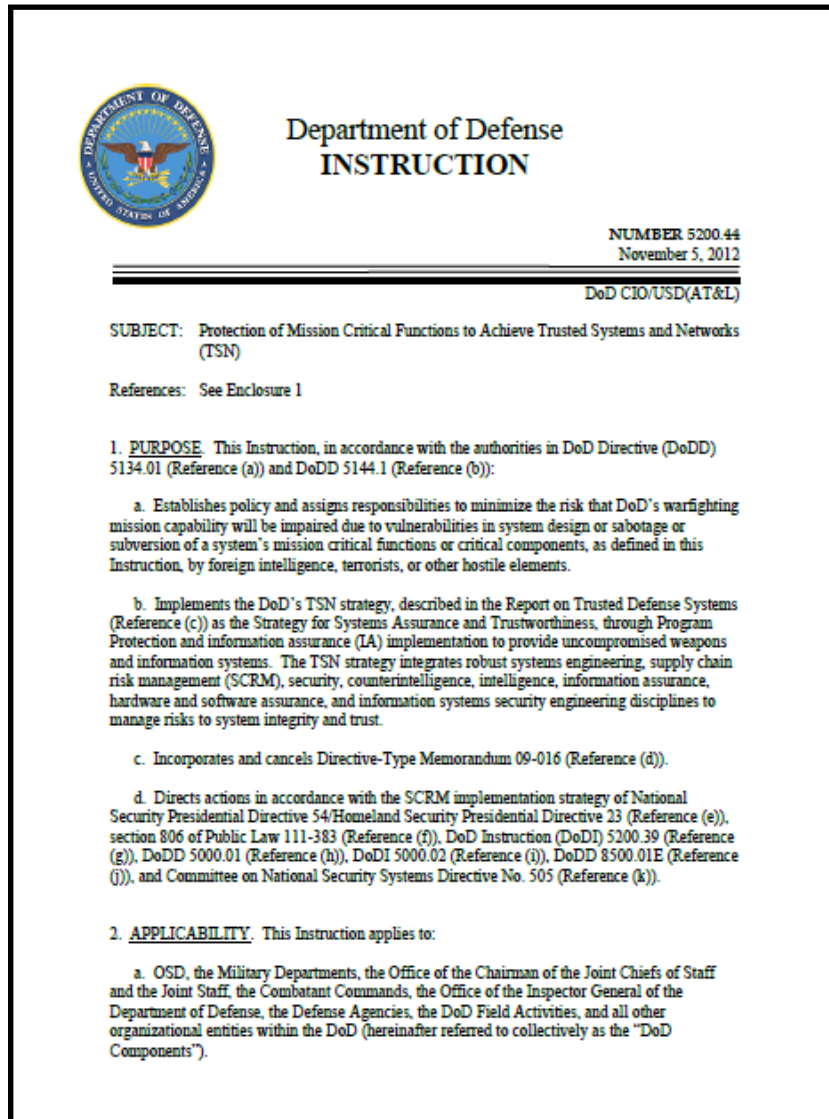 DEPARTMENT OF DEFENSE
UNITED STATES OF AMERICA
Department of Defense
INSTRUCTION
NUMBER 5200.44
November 5, 2012
DoD CIO/USD(AT&L)
SUBJECT: Protection of Mission Critical Functions to Achieve Trusted Systems and Networks
(TSN)
References: See Enclosure 1
1. PURPOSE. This Instruction, in accordance with the authorities in DoD Directive (DoDD)
5134.01 (Reference (a)) and DoDD 5144.1 (Reference (b)):
a. Establishes policy and assigns responsibilities to minimize the risk that DoD's warfighting
mission capability will be impaired due to vulnerabilities in system design or sabotage or
subversion of a system's mission critical functions or critical components, as defined in this
Instruction, by foreign intelligence, terrorists, or other hostile elements.
b. Implements the DoD's TSN strategy, described in the Report on Trusted Defense Systems
(Reference (c)) as the Strategy for Systems Assurance and Trustworthiness, through Program
Protection and information assurance (IA) implementation to provide uncompromised weapons
and information systems. The TSN strategy integrates robust systems engineering, supply chain
risk management (SCRM), security, counterintelligence, intelligence, information assurance,
hardware and software assurance, and information systems security engineering disciplines to
manage risks to system integrity and trust.
c. Incorporates and cancels Directive-Type Memorandum 09-016 (Reference (d)).
d. Directs actions in accordance with the SCRM implementation strategy of National
Security Presidential Directive 54/Homeland Security Presidential Directive 23 (Reference (e)),
section 806 of Public Law 111-383 (Reference (f)), DoD Instruction (DoDI) 5200.39 (Reference
(g)), DoDD 5000.01 (Reference (h)), DoDI 5000.02 (Reference (i)), DoDD 8500.01E (Reference
(j)), and Committee on National Security Systems Directive No. 505 (Reference (k)).
2. APPLICABILITY. This Instruction applies to:
a. OSD, the Military Departments, the Office of the Chairman of the Joint Chiefs of Staff
and the Joint Staff, the Combatant Commands, the Office of the Inspector General of the
Department of Defense, the Defense Agencies, the DoD Field Activities, and all other
organizational entities within the DoD (hereinafter referred to collectively as the "DoD
Components").